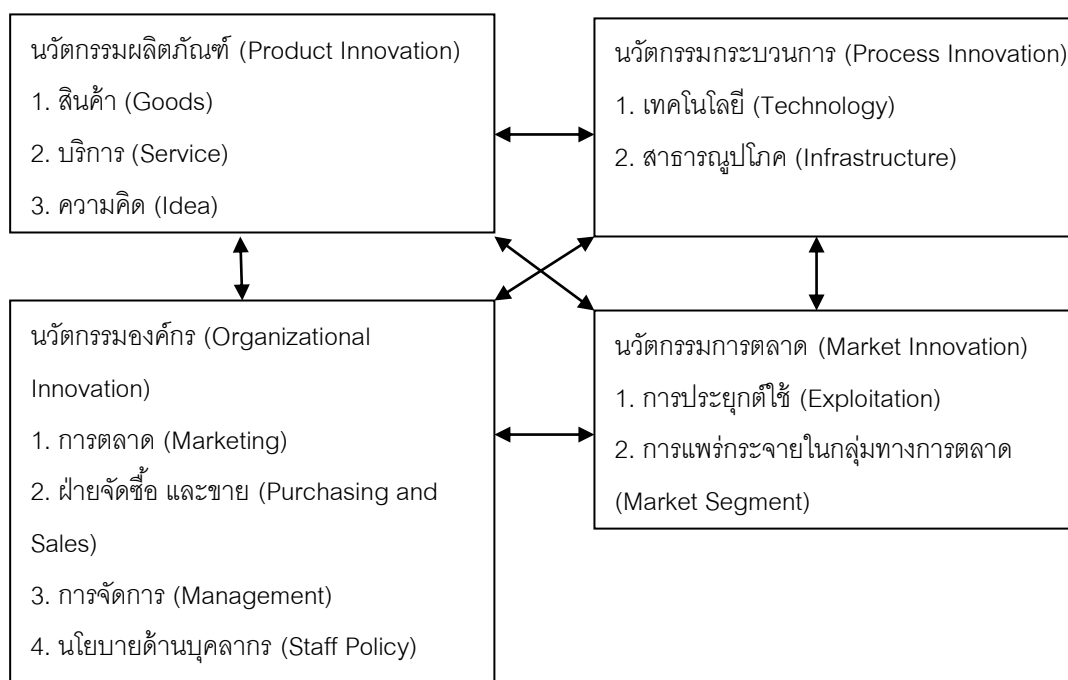 นวัตกรรมผลิตภัณฑ์ (Product Innovation)
1. สินค้า (Goods)
2. บริการ (Service)
3. ความคิด (Idea)
นวัตกรรมกระบวนการ (Process Innovation)
1. เทคโนโลยี (Technology)
2. สาธารณูปโภค (Infrastructure)
นวัตกรรมองค์กร (Organizational
Innovation)
1. การตลาด (Marketing)
2. ฝ่ายจัดซื้อ และขาย (Purchasing and
Sales)
3. การจัดการ (Management)
4. นโยบายด้านบุคลากร (Staff Policy)
นวัตกรรมการตลาด (Market Innovation)
1. การประยุกต์ใช้ (Exploitation)
2. การแพร่กระจายในกลุ่มทางการตลาด
(Market Segment)